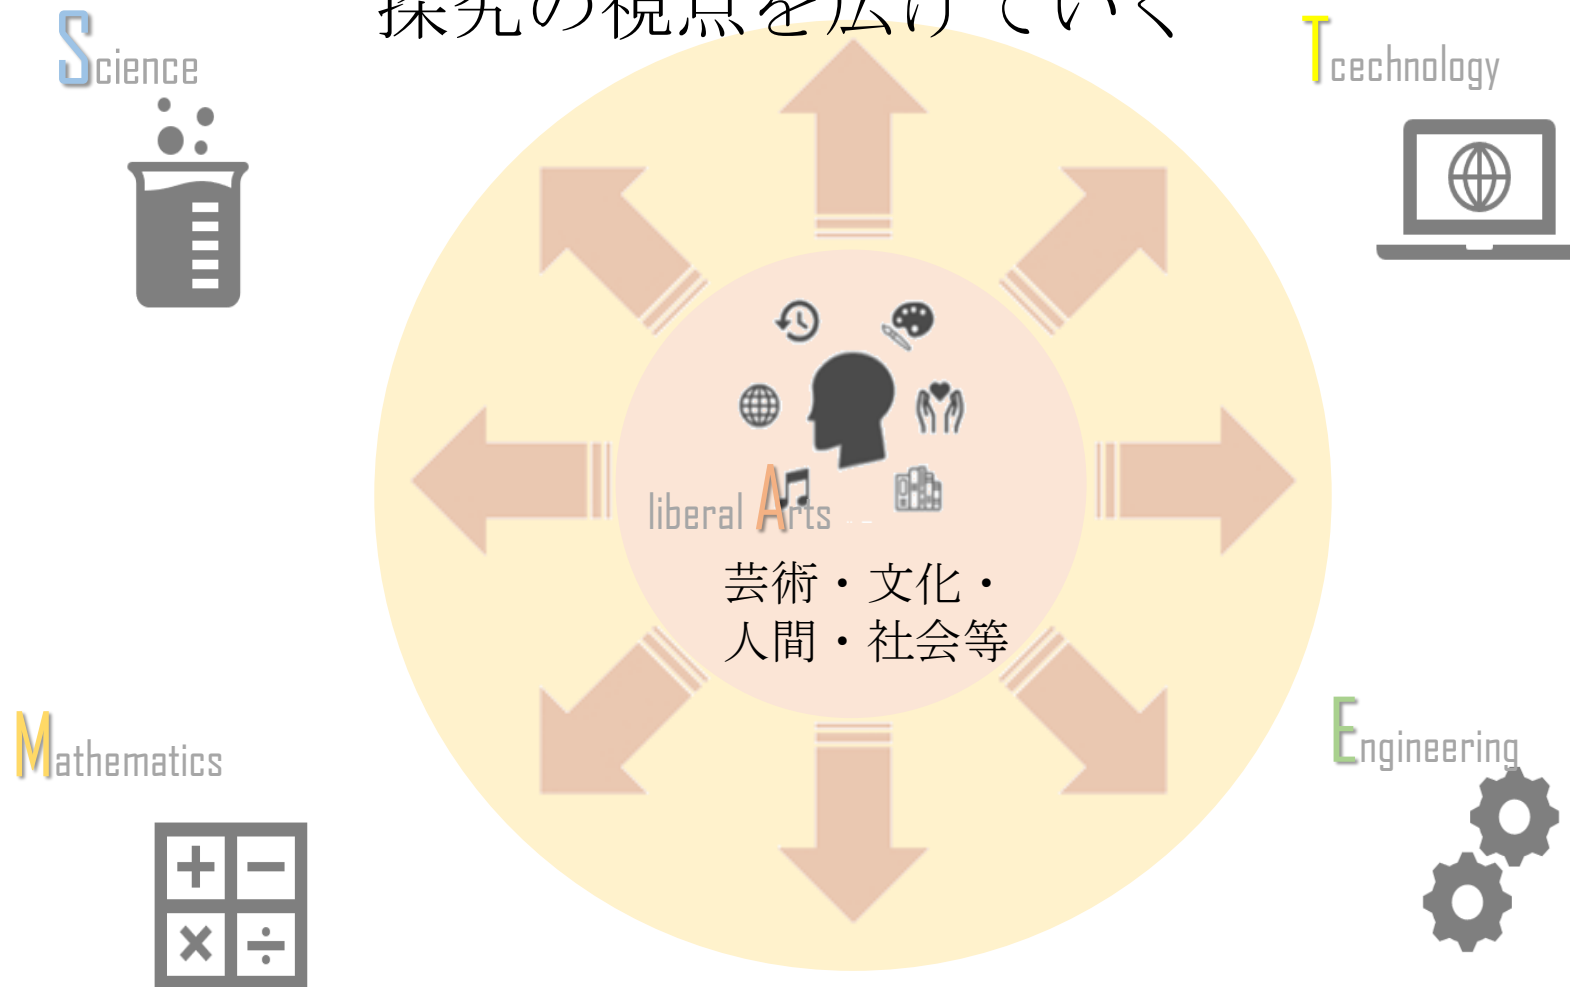 探究の視点を広げていく
Science
Tcechnology
liberal Arts
芸術・文化・
人間・社会等
Mathematics
Engineering